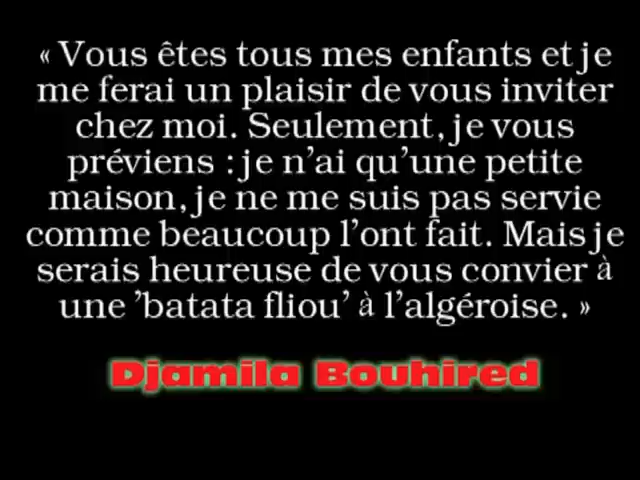 « Vous êtes tous mes enfants et je
me ferai un plaisir de vous inviter
chez moi. Seulement, je vous
préviens : je n’ai qu’une petite
maison, je ne me suis pas servie
comme beaucoup l’ont fait. Mais je
serais heureuse de vous convier à
une ’batata fliou’ à l’algéroise. »
Djamila Bouhired